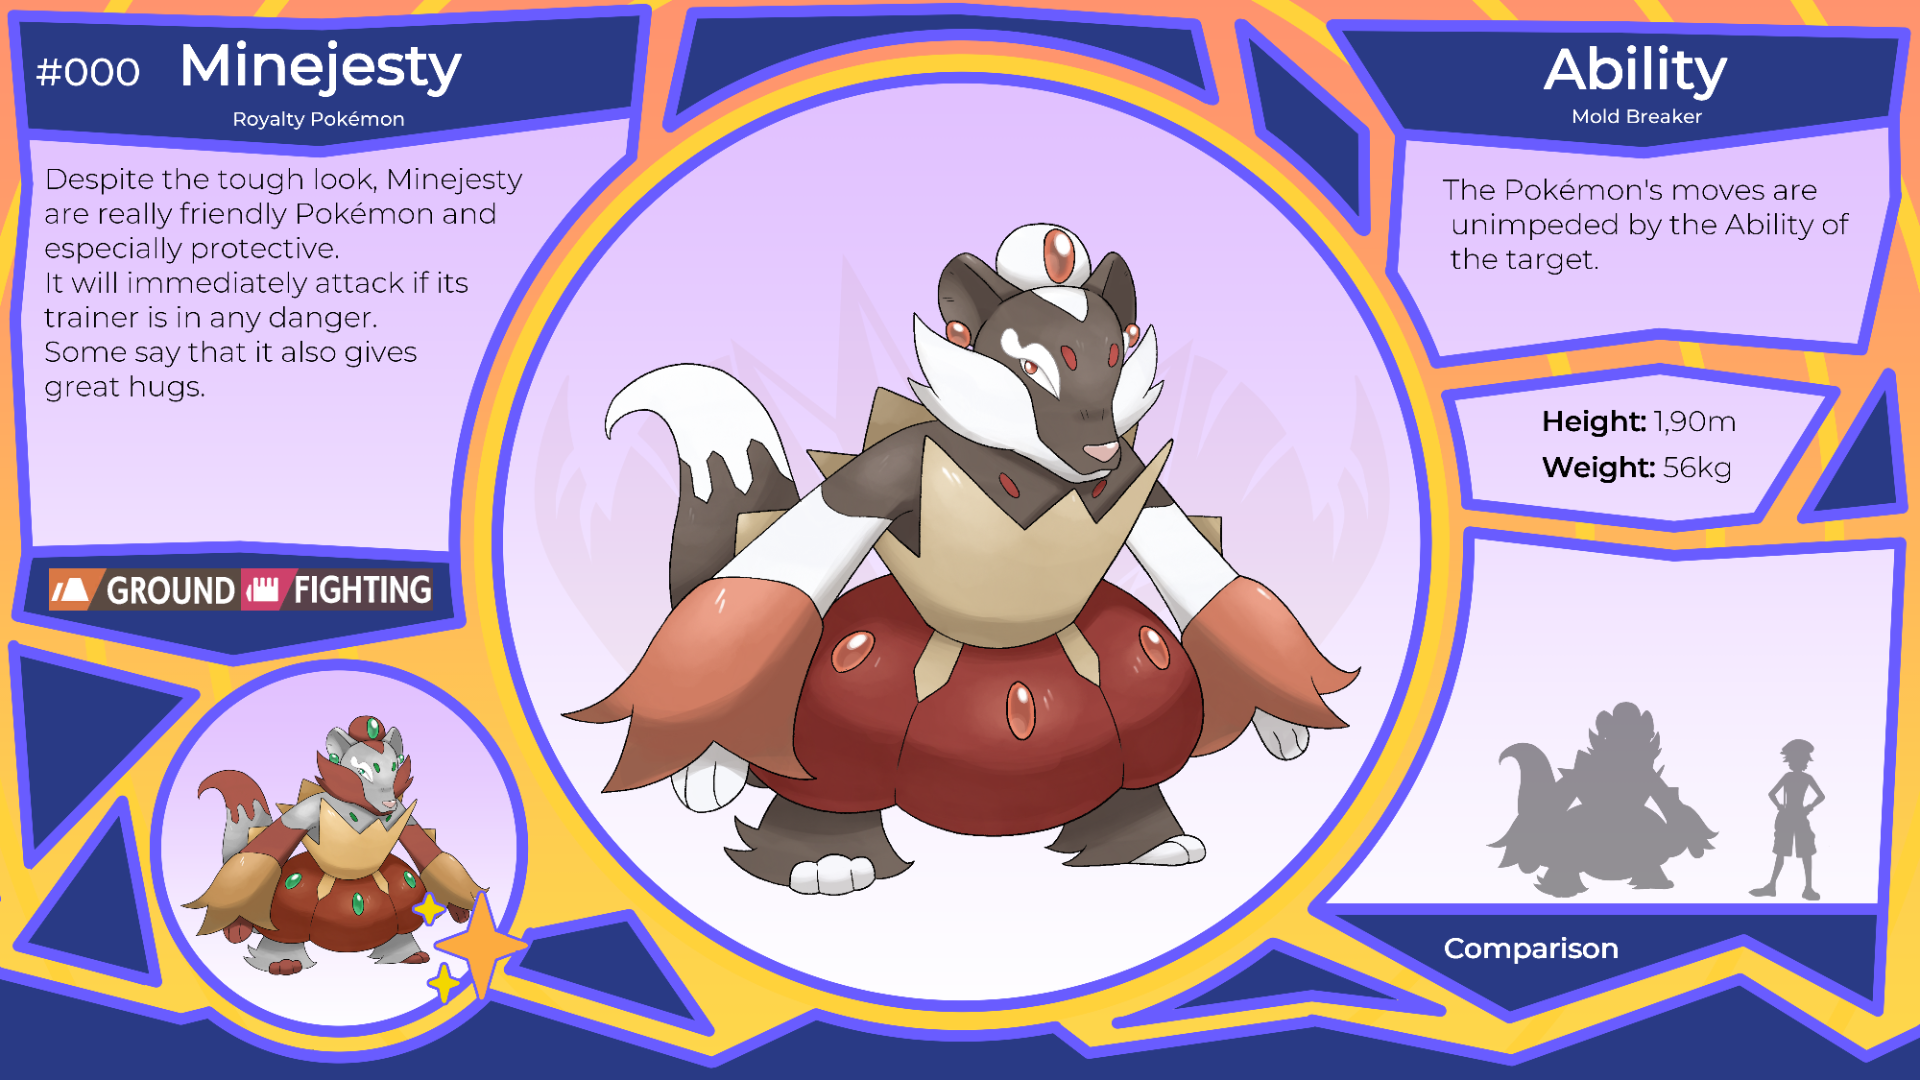 #000 Minejesty
Royalty Pokémon
Despite the tough look, Minejesty
are really friendly Pokémon and
especially protective.
It will immediately attack if its
trainer is in any danger.
Some say that it also gives
great hugs.
GROUND FIGHTING
Ability
Mold Breaker
The Pokémon's moves are
unimpeded by the Ability of
the target.
Height: 1,90m
Weight: 56kg
Comparison